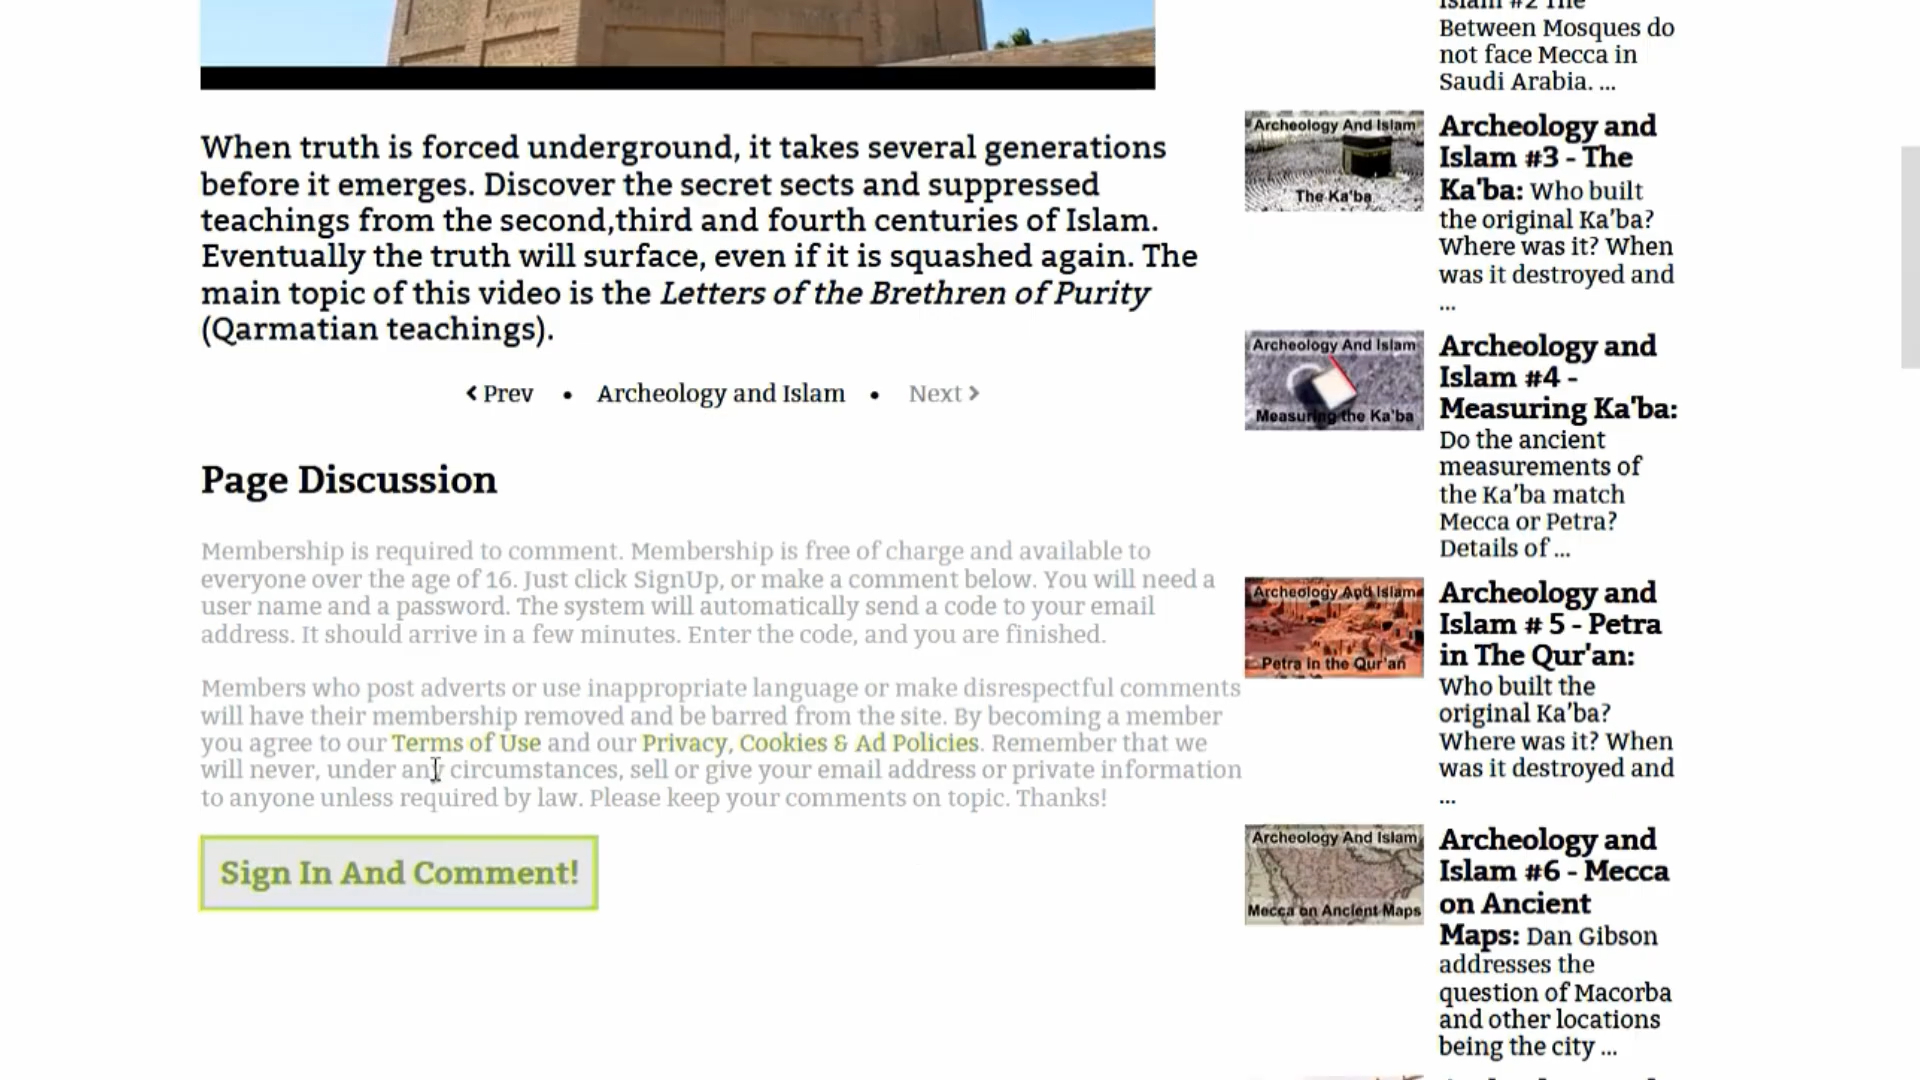 When truth is forced underground, it takes several generations
before it emerges. Discover the secret sects and suppressed
teachings from the second,third and fourth centuries of Islam.
Eventually the truth will surface, even if it is squashed again. The
main topic of this video is the Letters of the Brethren of Purity
(Qarmatian teachings).
Prev • Archeology and Islam • Next
Page Discussion
Membership is required to comment. Membership is free of charge and available to
everyone over the age of 16. Just click SignUp, or make a comment below. You will need a
user name and a password. The system will automatically send a code to your email
address. It should arrive in a few minutes. Enter the code, and you are finished.
Members who post adverts or use inappropriate language or make disrespectful comments
will have their membership removed and be barred from the site. By becoming a member
you agree to our Terms of Use and our Privacy, Cookies & Ad Policies. Remember that we
will never, under any circumstances, sell or give your email address or private information
to anyone unless required by law. Please keep your comments on topic. Thanks!
Sign In And Comment!
Islam #2 The
Between Mosques do
not face Mecca in
Saudi Arabia. ...
Archeology And Islam
The Ka'ba
Archeology and
Islam #3 - The
Ka'ba: Who built
the original Ka'ba?
Where was it? When
was it destroyed and
...
Archeology And Islam
Measuring the Ka'ba
Archeology and
Islam #4 -
Measuring Ka'ba:
Do the ancient
measurements of
the Ka'ba match
Mecca or Petra?
Details of ...
Archeology And Islam
Petra in the Qur'an
Archeology and
Islam # 5 - Petra
in The Qur'an:
Who built the
original Ka'ba?
Where was it? When
was it destroyed and
...
Archeology And Islam
Mecca on Ancient Maps
Archeology and
Islam #6 - Mecca
on Ancient
Maps: Dan Gibson
addresses the
question of Macorba
and other locations
being the city ...